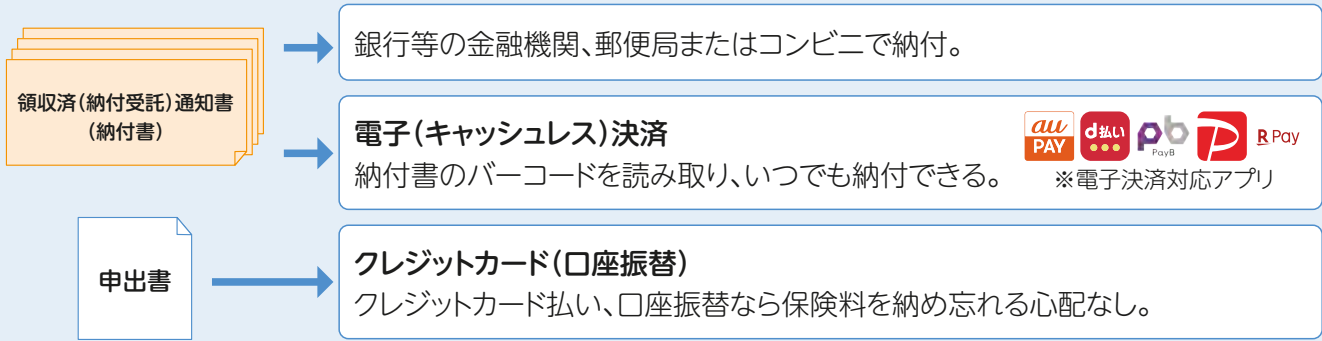 領収済(納付受託)通知書
(納付書)
銀行等の金融機関、郵便局またはコンビニで納付。
電子(キャッシュレス)決済
納付書のバーコードを読み取り、いつでも納付できる。
au
PAY
d払い
pb
PayB
P
R Pay
※電子決済対応アプリ
申出書
クレジットカード(口座振替)
クレジットカード払い、口座振替なら保険料を納め忘れる心配なし。